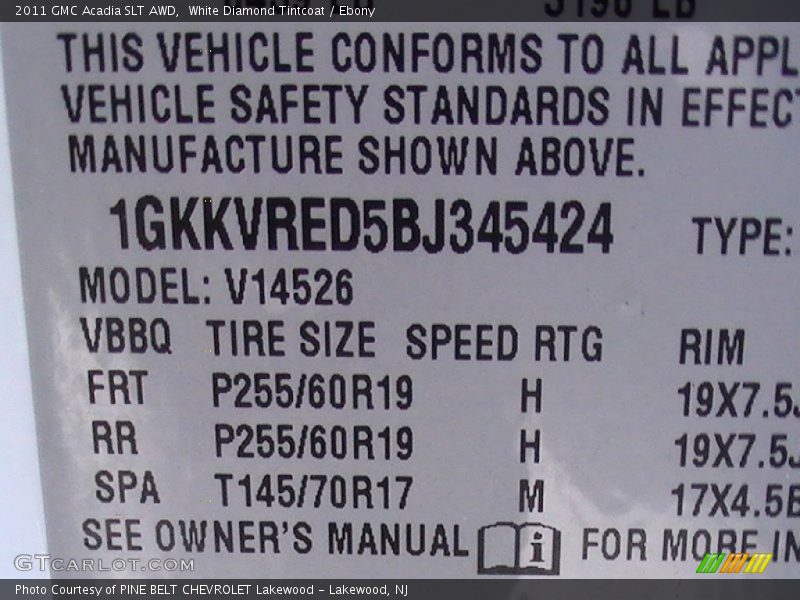 2011 GMC Acadia SLT AWD, White Diamond Tintcoat / Ebony
THIS VEHICLE CONFORMS TO ALL APPL
VEHICLE SAFETY STANDARDS IN EFFECT
MANUFACTURE SHOWN ABOVE.
1GKKVRED5BJ345424 TYPE:
MODEL: V14526
VBBQ TIRE SIZE SPEED RTG RIM
FRT P255/60R19 H 19X7.5J
RR P255/60R19 H 19X7.5J
SPA T145/70R17 M 17X4.5B
SEE OWNER'S MANUAL i FOR MORE IN
GTcarlot.com
Photo Courtesy of PINE BELT CHEVROLET Lakewood - Lakewood, NJ